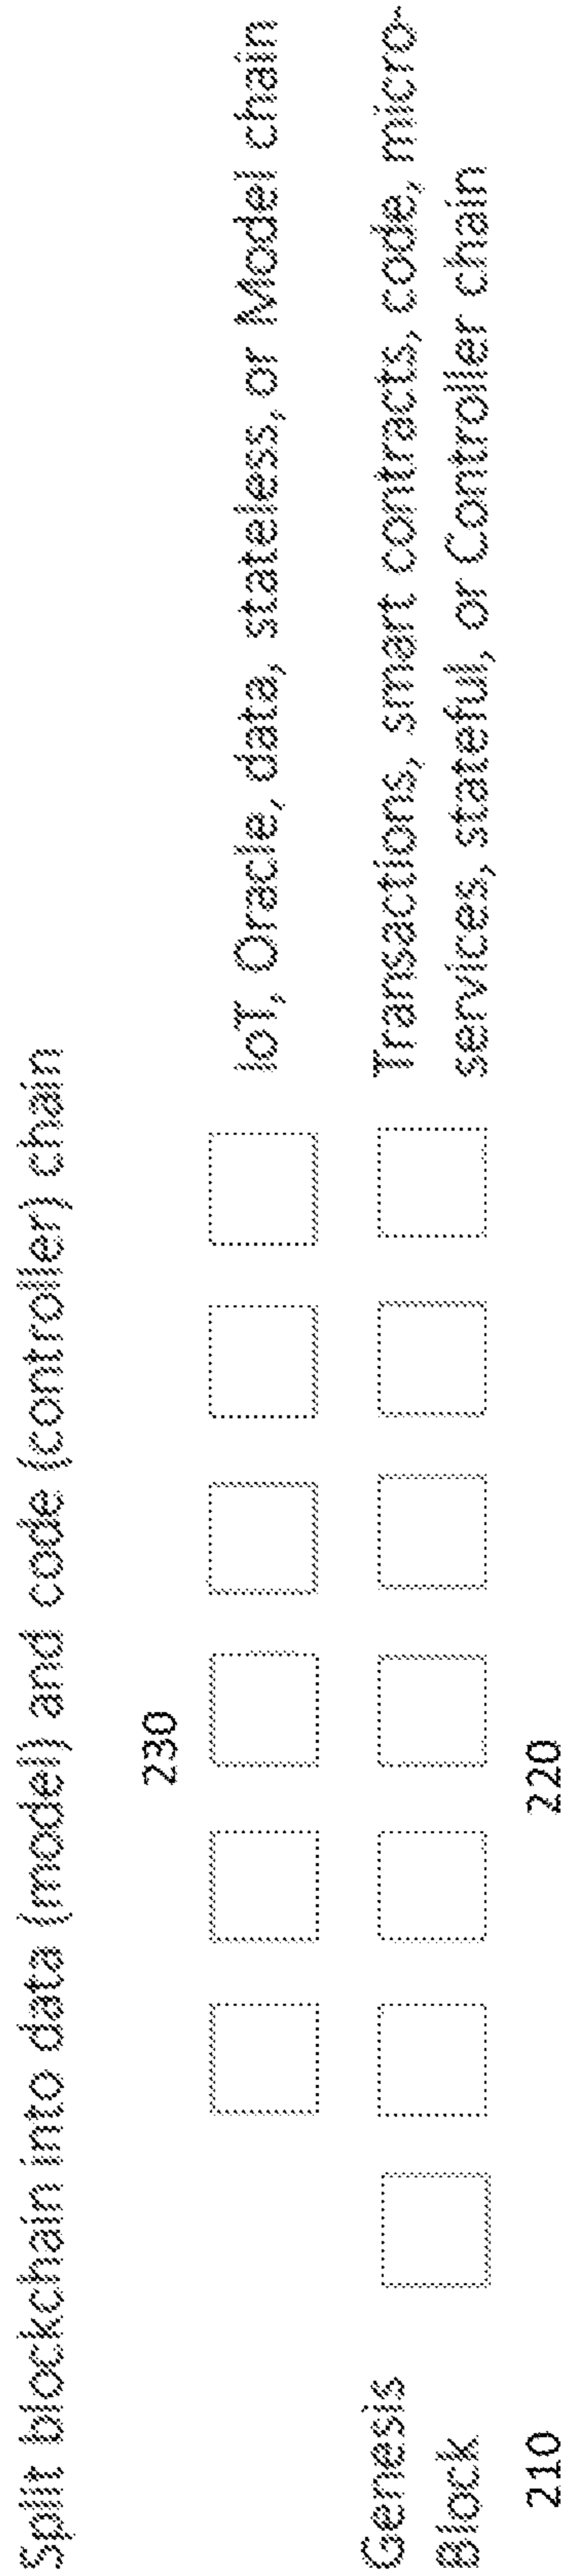 Split blockchain into data (model) and code (controller) chain
230
IoT, Oracle, data, stateless, or Model chain
Genesis
Block
Transactions, smart contracts, code, micro-
services, stateful, or Controller chain
210
220